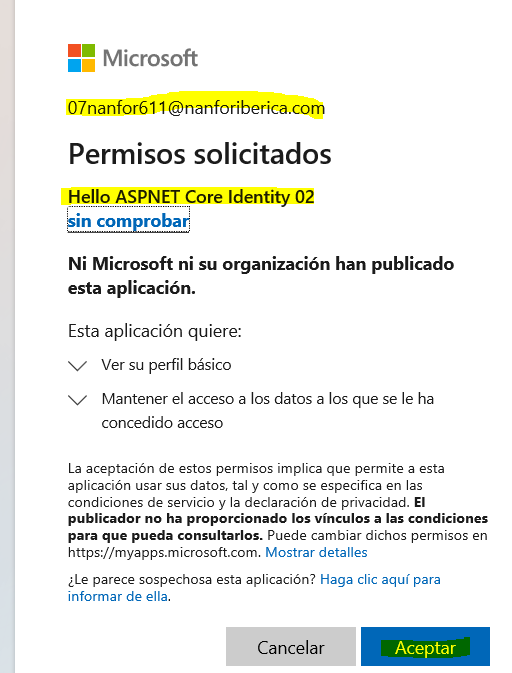 Microsoft
07nanfor611@nanforiberica.com
Permisos solicitados
Hello ASPNET Core Identity 02
sin comprobar
Ni Microsoft ni su organización han publicado
esta aplicación.
Esta aplicación quiere:
Ver su perfil básico
Mantener el acceso a los datos a los que se le ha
concedido acceso
La aceptación de estos permisos implica que permite a esta
aplicación usar sus datos, tal y como se especifica en las
condiciones de servicio y la declaración de privacidad. El
publicador no ha proporcionado los vínculos a las condiciones
para que pueda consultarlos. Puede cambiar dichos permisos en
https://myapps.microsoft.com. Mostrar detalles
¿Le parece sospechosa esta aplicación? Haga clic aquí para
informar de ella.
Cancelar
Aceptar